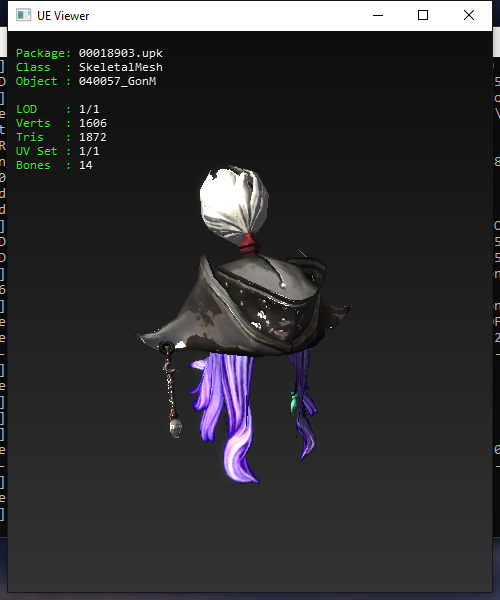 UE Viewer
Package: 00018903.upk
Class : SkeletalMesh
Object : 040057_GonM
LOD : 1/1
Verts : 1606
Tris : 1872
UV Set : 1/1
Bones : 14